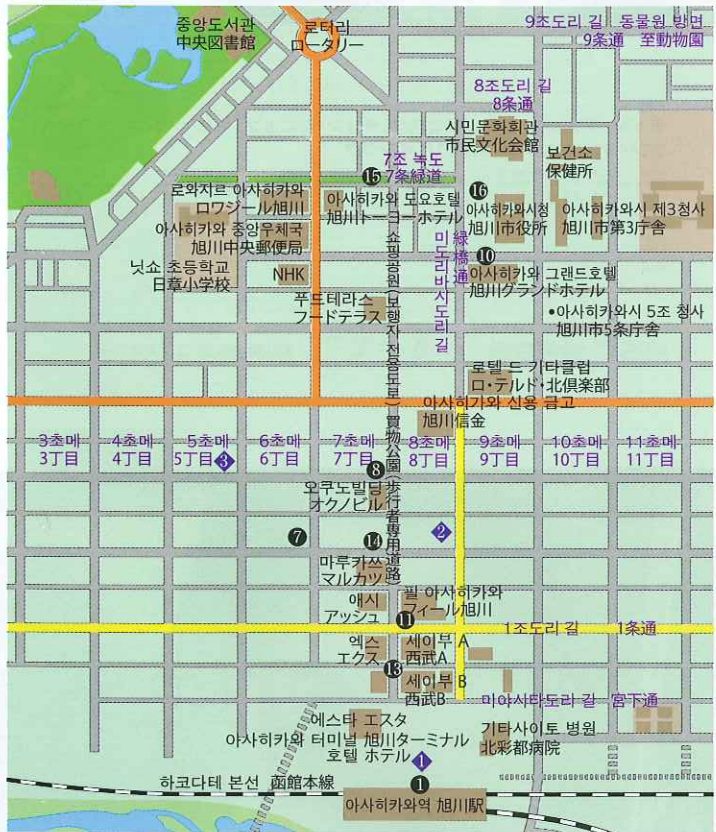 중앙도서관
中央図書館
로터리
ロータリー
9조도리 길 동물원 방면
9条通 至動物園
8조도리 길
8条通
시민문화회관
市民文化会館
보건소
保健所
7조 녹도
7条緑道
15
16
로와지르 아사히카와
ロワジール旭川
아사히카와 도요호텔
旭川トーヨーホテル
아사히카와시청
旭川市役所
아사히카와시 제3청사
旭川市第3庁舎
아사히카와 중앙우체국
旭川中央郵便局
닛쇼 초등학교
日章小学校
NHK
10
아사히카와 그랜드호텔
旭川グランドホテル
미도리바시도리 길
緑橋通
쇼핑공원(보행자 전용도로) 買物公園(歩行者専用道路)
푸드테라스
フードテラス
•아사히카와시 5조 청사
旭川市5条庁舎
로텔 드 기타클럽
ロ・テルド・北倶楽部
아사히가와 신용 금고
旭川信金
3초메
3丁目
4초메
4丁目
5초메
5丁目 3
6초메
6丁目
7초메
7丁目
8초메
8丁目
9초메
9丁目
10초메
10丁目
11초메
11丁目
8
오쿠노빌딩
オクノビル
7
14
2
마루카쓰
マルカツ
애시
アッシュ
필 아사히카와
フィール旭川
11
1조도리 길 1条通
엑스
エクス
세이부 A
西武A
13
세이부 B
西武B
미야시타도리 길 宮下通
에스타 エスタ
아사히카와 터미널 旭川ターミナル
호텔 ホテル
1
기타사이토 병원
北彩都病院
하코다테 본선 函館本線
1
아사히카와역 旭川駅